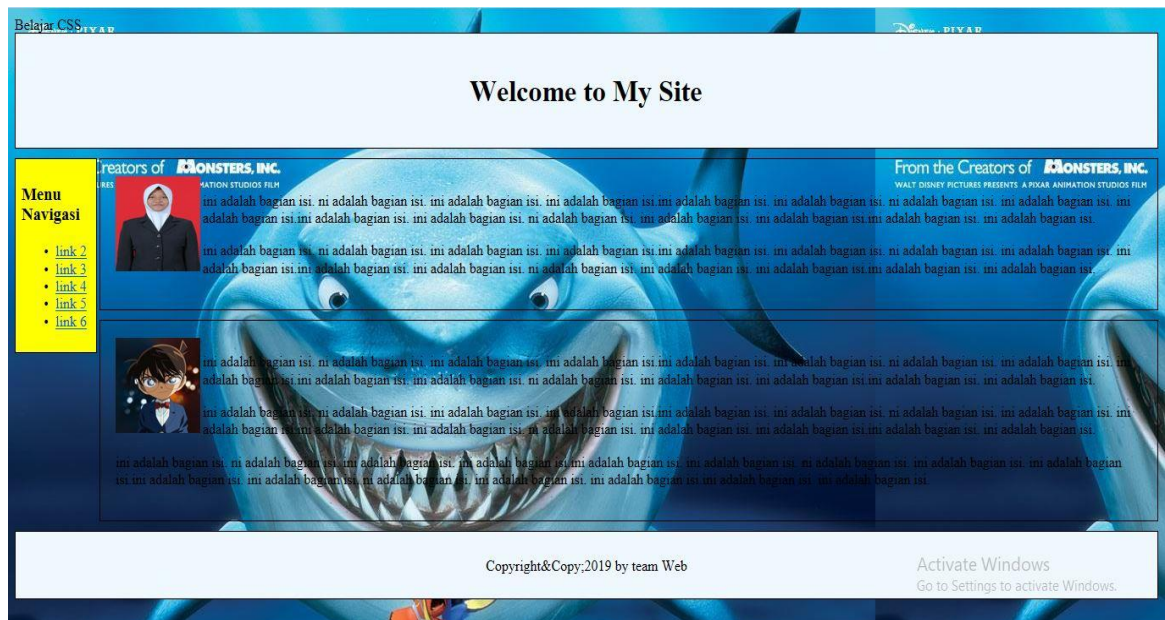 Belajar CSS
Disney · PIXAR
Welcome to My Site
Creators of MONSTERS, INC.
MATION STUDIOS FILM
From the Creators of MONSTERS, INC.
WALT DISNEY PICTURES PRESENTS A PIXAR ANIMATION STUDIOS FILM
Menu
Navigasi
• link 2
• link 3
• link 4
• link 5
• link 6
ini adalah bagian isi. ni adalah bagian isi. ini adalah bagian isi. ini adalah bagian isi.ini adalah bagian isi. ini adalah bagian isi. ni adalah bagian isi. ini adalah bagian isi. ini
adalah bagian isi.ini adalah bagian isi. ini adalah bagian isi. ni adalah bagian isi. ini adalah bagian isi. ini adalah bagian isi.ini adalah bagian isi. ini adalah bagian isi.
ini adalah bagian isi. ni adalah bagian isi. ini adalah bagian isi. ini adalah bagian isi.ini adalah bagian isi. ini adalah bagian isi. ni adalah bagian isi. ini adalah bagian isi. ini
adalah bagian isi.ini adalah bagian isi. ini adalah bagian isi. ni adalah bagian isi. ini adalah bagian isi. ini adalah bagian isi.ini adalah bagian isi. ini adalah bagian isi.
ini adalah bagian isi. ni adalah bagian isi. ini adalah bagian isi. ini adalah bagian isi.ini adalah bagian isi. ini adalah bagian isi. ni adalah bagian isi. ini adalah bagian isi. ini
adalah bagian isi.ini adalah bagian isi. ini adalah bagian isi. ni adalah bagian isi. ini adalah bagian isi. ini adalah bagian isi.ini adalah bagian isi. ini adalah bagian isi.
ini adalah bagian isi. ni adalah bagian isi. ini adalah bagian isi. ini adalah bagian isi.ini adalah bagian isi. ini adalah bagian isi. ni adalah bagian isi. ini adalah bagian isi. ini
adalah bagian isi.ini adalah bagian isi. ini adalah bagian isi. ni adalah bagian isi. ini adalah bagian isi. ini adalah bagian isi.ini adalah bagian isi. ini adalah bagian isi.
ini adalah bagian isi. ni adalah bagian isi. ini adalah bagian isi. ini adalah bagian isi.ini adalah bagian isi. ini adalah bagian isi. ni adalah bagian isi. ini adalah bagian isi. ini adalah bagian
isi.ini adalah bagian isi. ini adalah bagian isi. ni adalah bagian isi. ini adalah bagian isi. ini adalah bagian isi.ini adalah bagian isi. ini adalah bagian isi.
Copyright&Copy;2019 by team Web
Activate Windows
Go to Settings to activate Windows.